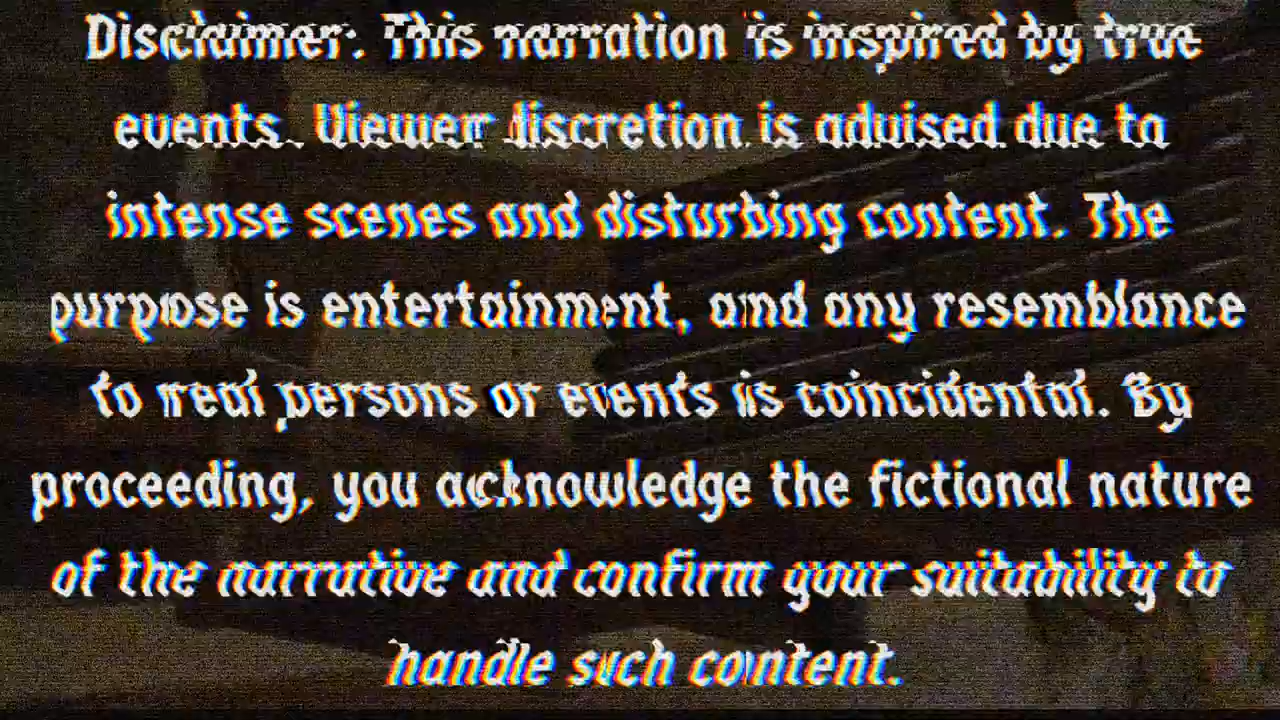 Disclaimer. This narration is inspired by true
events. Viewer discretion is advised due to
intense scenes and disturbing content. The
purpose is entertainment, and any resemblance
to real persons or events is coincidental. By
proceeding, you acknowledge the fictional nature
of the narrative and confirm your suitability to
handle such content.